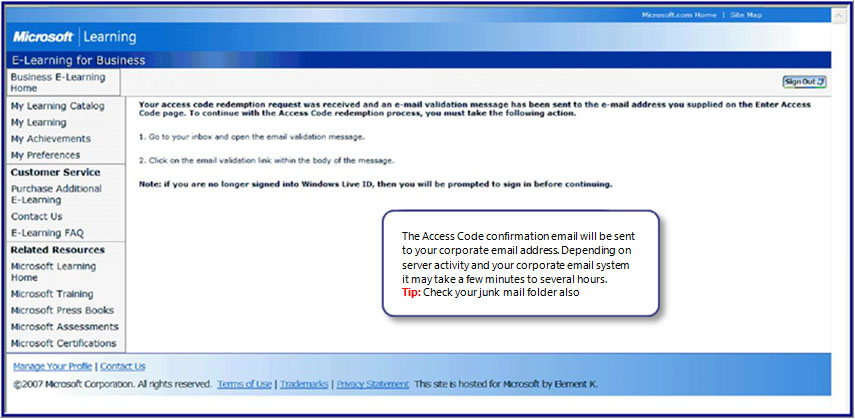 Microsoft.com Home | Site Map
Microsoft | Learning
E-Learning for Business
Business E-Learning
Home
Sign Out
My Learning Catalog
My Learning
My Achievements
My Preferences
Customer Service
Purchase Additional
E-Learning
Contact Us
E-Learning FAQ
Related Resources
Microsoft Learning
Home
Microsoft Training
Microsoft Press Books
Microsoft Assessments
Microsoft Certifications
Your access code redemption request was received and an e-mail validation message has been sent to the e-mail address you supplied on the Enter Access
Code page. To continue with the Access Code redemption process, you must take the following action.
1. Go to your inbox and open the email validation message.
2. Click on the email validation link within the body of the message.
Note: if you are no longer signed into Windows Live ID, then you will be prompted to sign in before continuing.
The Access Code confirmation email will be sent
to your corporate email address. Depending on
server activity and your corporate email system
it may take a few minutes to several hours.
Tip: Check your junk mail folder also
Manage Your Profile | Contact Us
©2007 Microsoft Corporation. All rights reserved. Terms of Use | Trademarks | Privacy Statement This site is hosted for Microsoft by Element K.